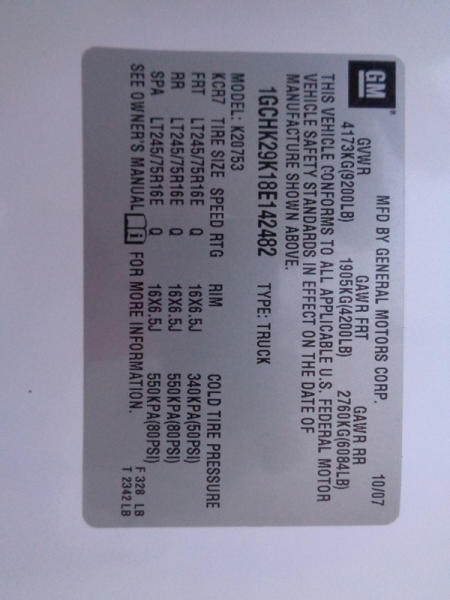 GM
MFD BY GENERAL MOTORS CORP. 10/07
GVWR GAWR FRT GAWR RR
4173KG(9200LB) 1905KG(4200LB) 2760KG(6084LB)
THIS VEHICLE CONFORMS TO ALL APPLICABLE U.S. FEDERAL MOTOR
VEHICLE SAFETY STANDARDS IN EFFECT ON THE DATE OF
MANUFACTURE SHOWN ABOVE.
1GCHK29K18E142482 TYPE: TRUCK
MODEL: K20753
KCR7 TIRE SIZE SPEED RTG RIM COLD TIRE PRESSURE
FRT LT245/75R16E Q 16X6.5J 340KPA(50PSI)
RR LT245/75R16E Q 16X6.5J 550KPA(80PSI)
SPA LT245/75R16E Q 16X6.5J 550KPA(80PSI)
SEE OWNER'S MANUAL i FOR MORE INFORMATION.
F 328 LB
T 2342 LB